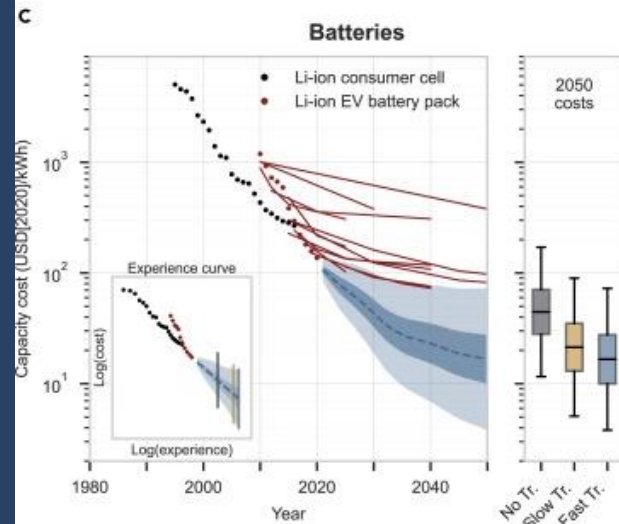 c
Batteries
Li-ion consumer cell
Li-ion EV battery pack
2050
costs
10³
10²
10¹
Capacity cost (USD[2020]/kWh)
Experience curve
Log(cost)
Log(experience)
1980 2000 2020 2040
Year
No Tr. Slow Tr. Fast Tr.